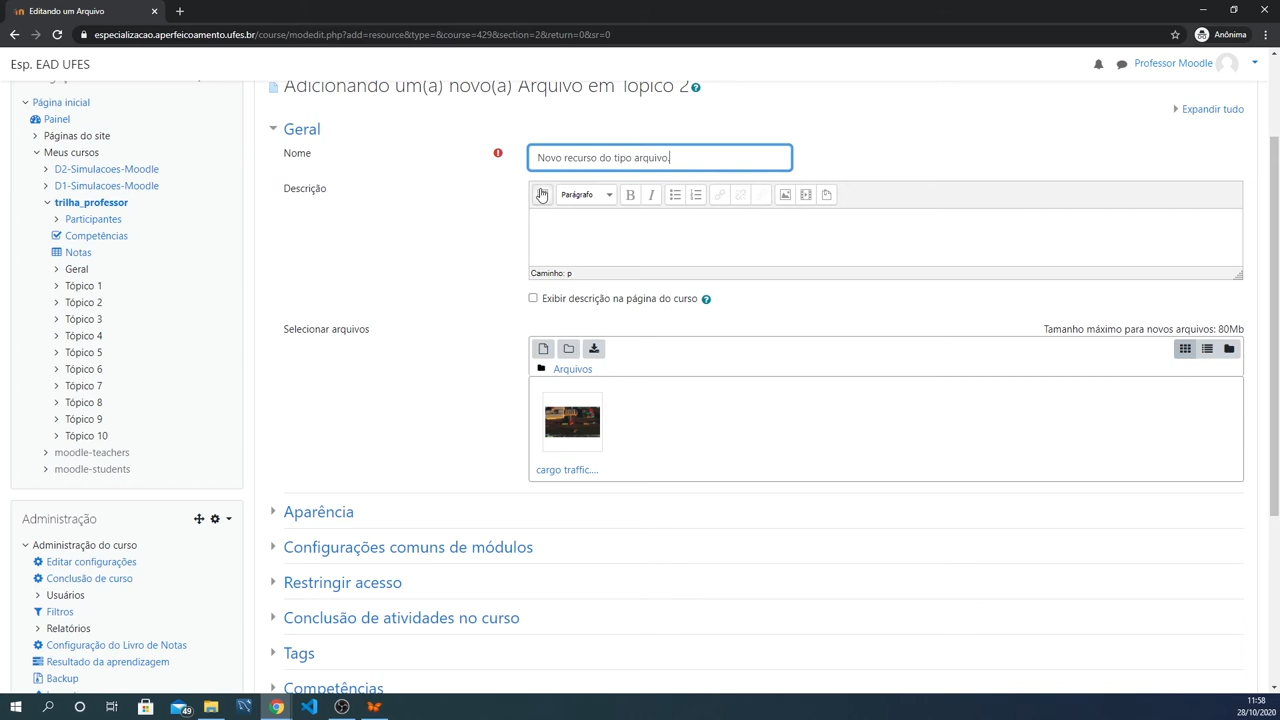 Editando um Arquivo
especializacao.aperfeicoamento.ufes.br/course/modedit.php?add=resource&type=&course=429&section=2&return=0&sr=0
Anônima
Esp. EAD UFES
Professor Moodle
Adicionando um(a) novo(a) Arquivo em Tópico 2
Expandir tudo
Geral
Nome
Novo recurso do tipo arquivo.
Descrição
Parágrafo
B I
Caminho: p
Exibir descrição na página do curso
Selecionar arquivos
Tamanho máximo para novos arquivos: 80Mb
Arquivos
cargo traffic....
Aparência
Configurações comuns de módulos
Restringir acesso
Conclusão de atividades no curso
Tags
Competências
Página inicial
Painel
Páginas do site
Meus cursos
D2-Simulacoes-Moodle
D1-Simulacoes-Moodle
trilha_professor
Participantes
Competências
Notas
Geral
Tópico 1
Tópico 2
Tópico 3
Tópico 4
Tópico 5
Tópico 6
Tópico 7
Tópico 8
Tópico 9
Tópico 10
moodle-teachers
moodle-students
Administração
Administração do curso
Editar configurações
Conclusão de curso
Usuários
Filtros
Relatórios
Configuração do Livro de Notas
Resultado da aprendizagem
Backup
49
11:58
28/10/2020